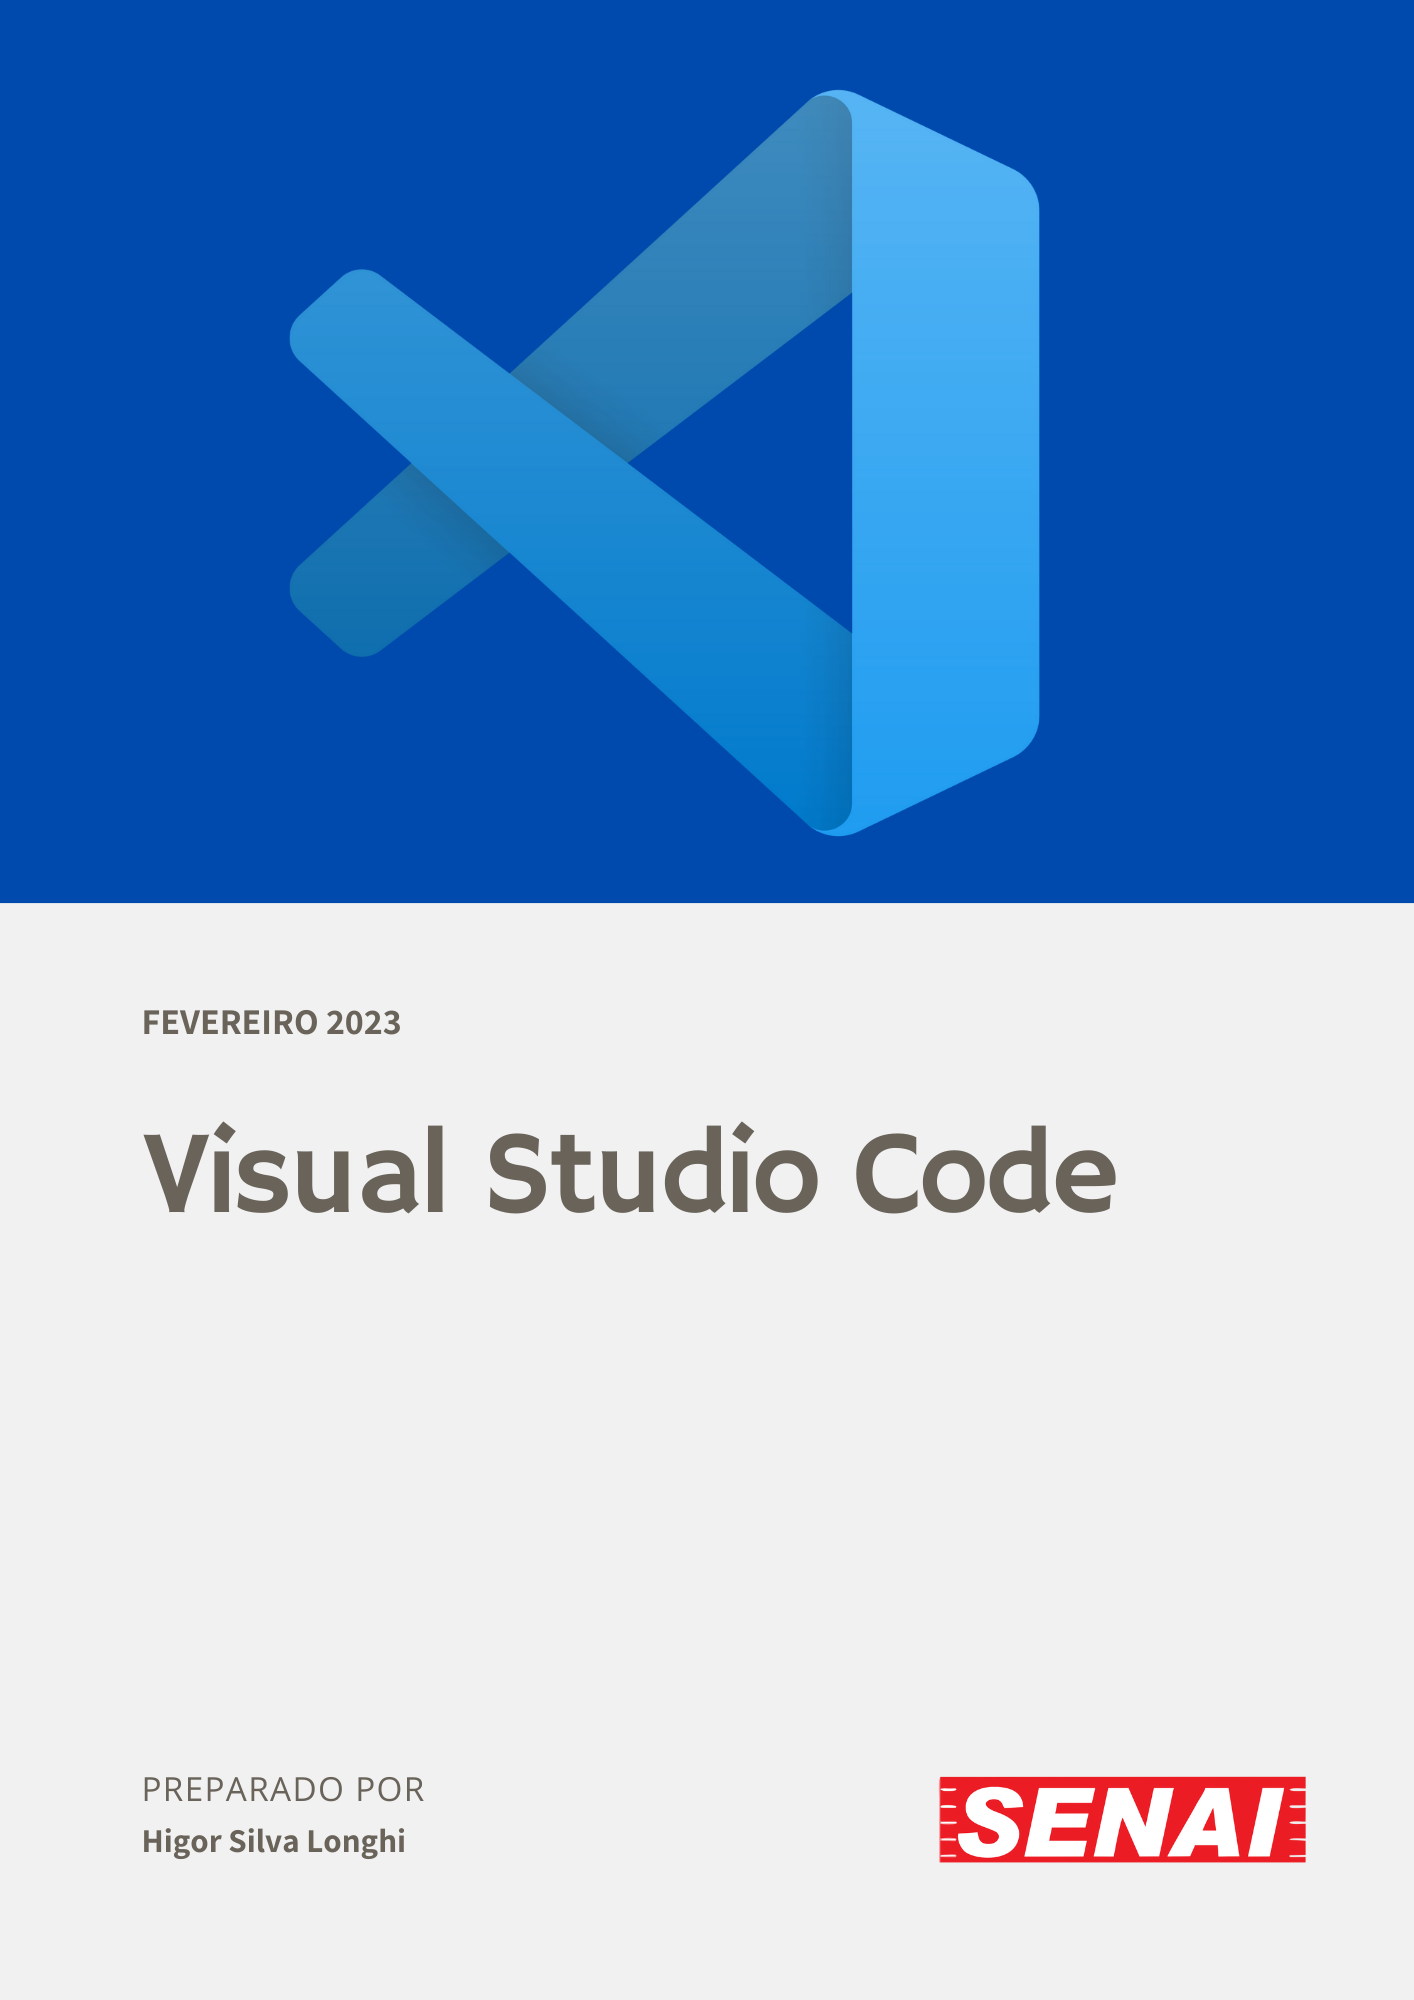 FEVEREIRO 2023
Visual Studio Code
PREPARADO POR
Higor Silva Longhi
SENAI